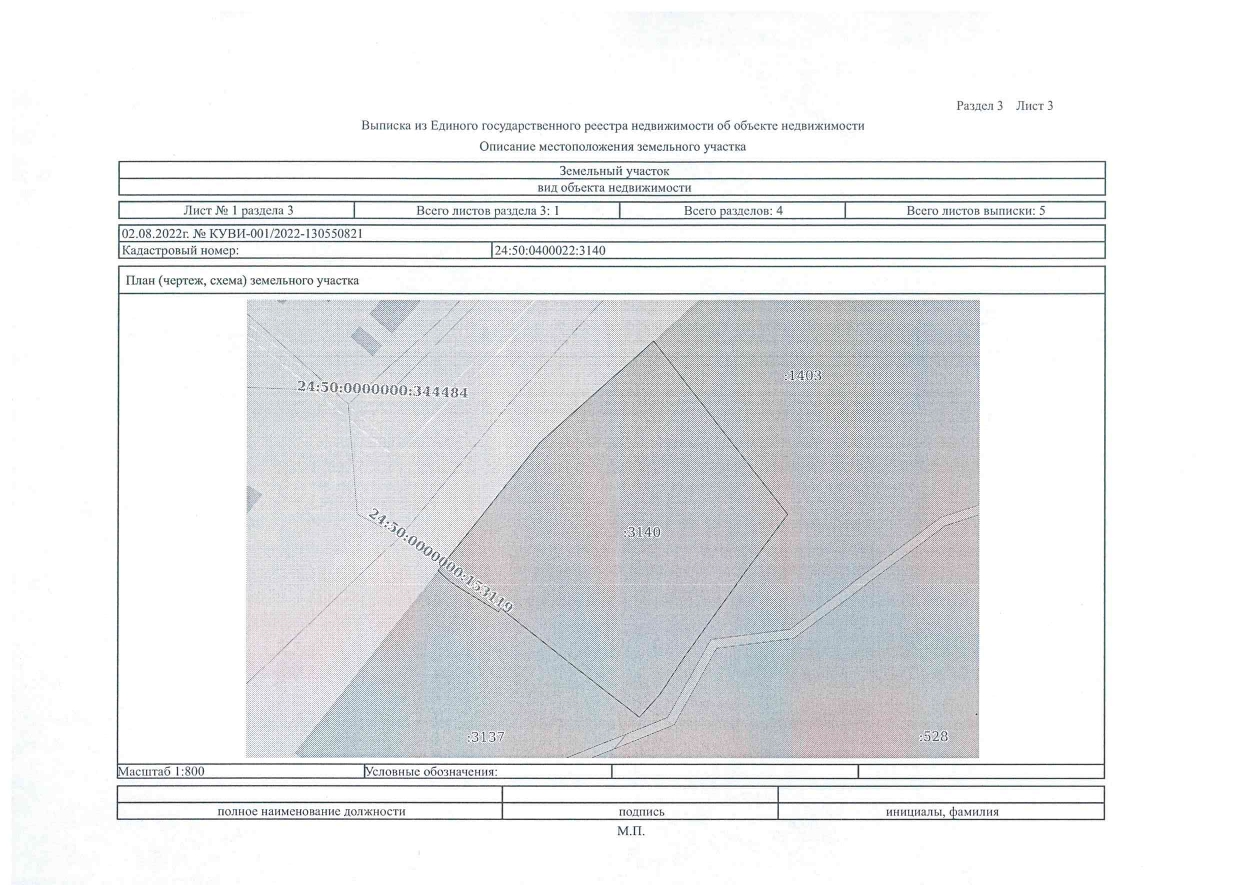 Раздел 3 Лист 3
Выписка из Единого государственного реестра недвижимости об объекте недвижимости
Описание местоположения земельного участка
Земельный участок
вид объекта недвижимости
Лист № 1 раздела 3 Всего листов раздела 3: 1 Всего разделов: 4 Всего листов выписки: 5
02.08.2022г. № КУВИ-001/2022-130550821
Кадастровый номер: 24:50:0400022:3140
План (чертеж, схема) земельного участка
:1403
24:50:0000000:344484
24:50:0000000:153119
:3140
:3137
:528
Масштаб 1:800 Условные обозначения:
полное наименование должности подпись инициалы, фамилия
М.П.